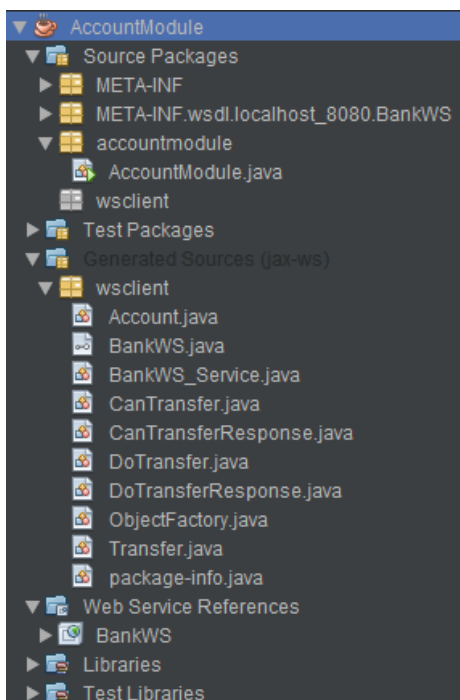 AccountModule
Source Packages
META-INF
META-INF.wsdl.localhost_8080.BankWS
accountmodule
AccountModule.java
wsclient
Test Packages
Generated Sources (jax-ws)
wsclient
Account.java
BankWS.java
BankWS_Service.java
CanTransfer.java
CanTransferResponse.java
DoTransfer.java
DoTransferResponse.java
ObjectFactory.java
Transfer.java
package-info.java
Web Service References
BankWS
Libraries
Test Libraries